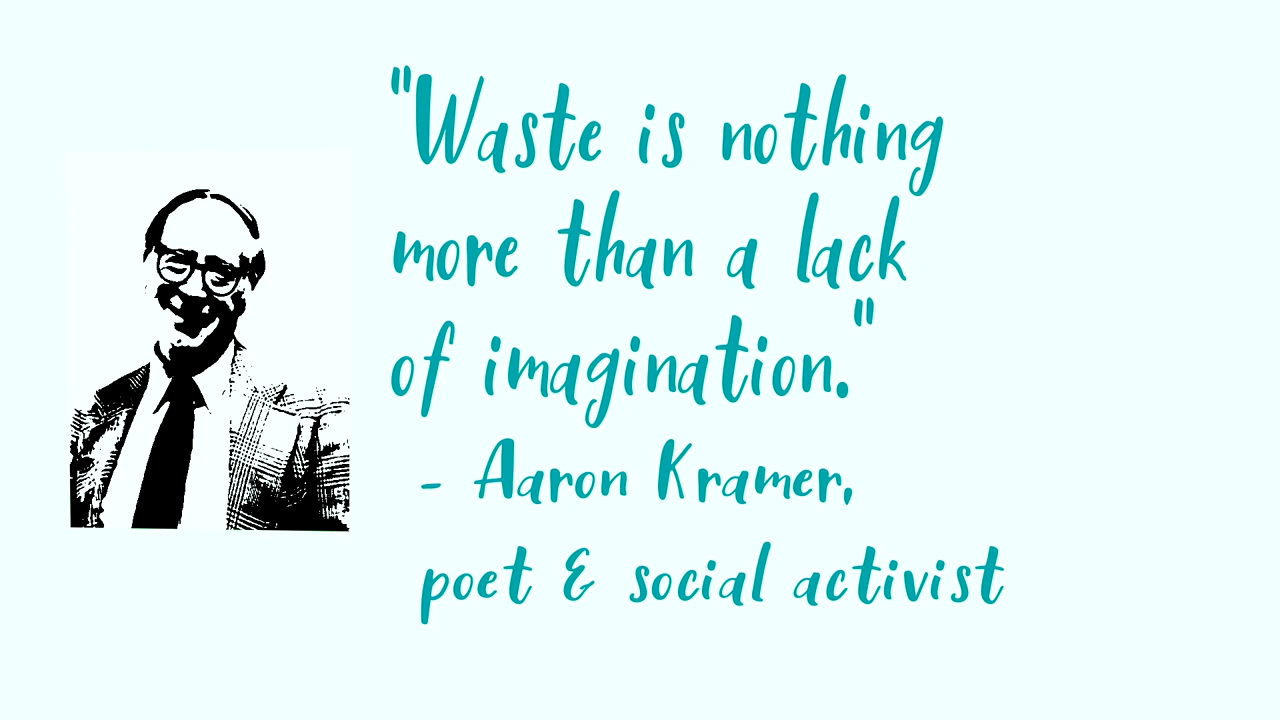 "Waste is nothing
more than a lack
of imagination."
- Aaron Kramer,
poet & social activist